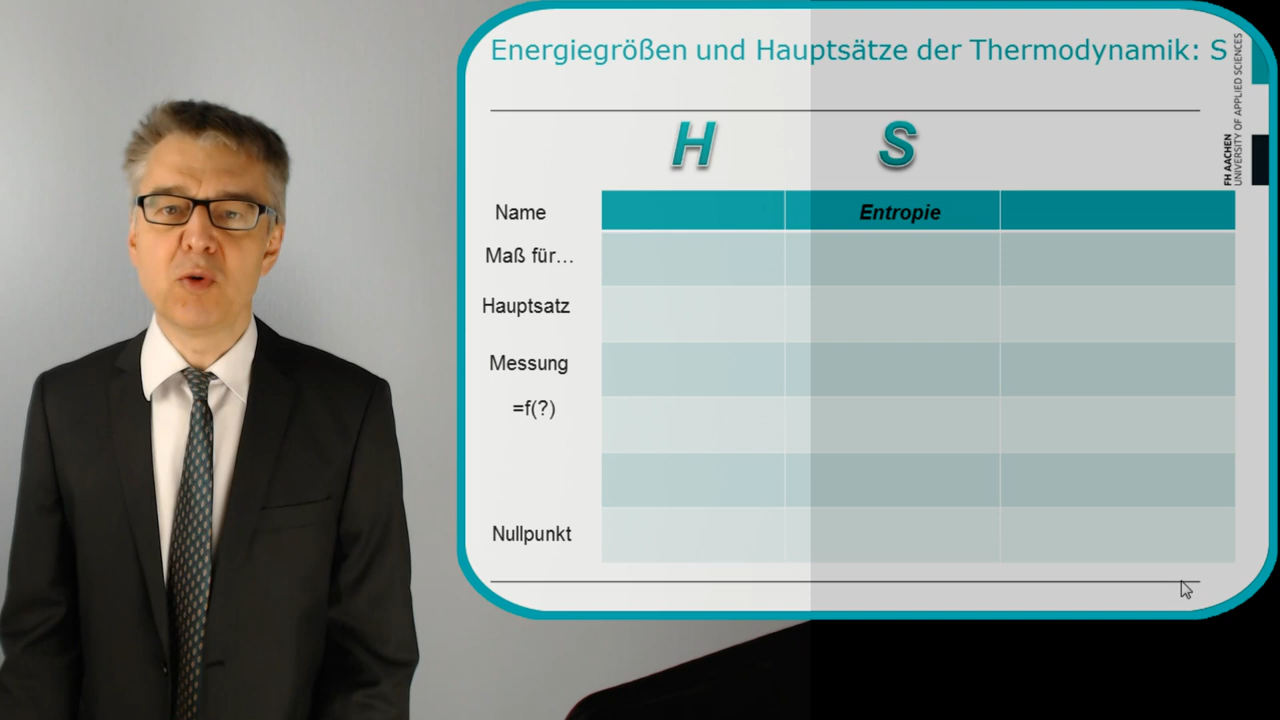 Energiegrößen und Hauptsätze der Thermodynamik: S
H S
Name Entropie
Maß für…
Hauptsatz
Messung
=f(?)
Nullpunkt
FH AACHEN
UNIVERSITY OF APPLIED SCIENCES